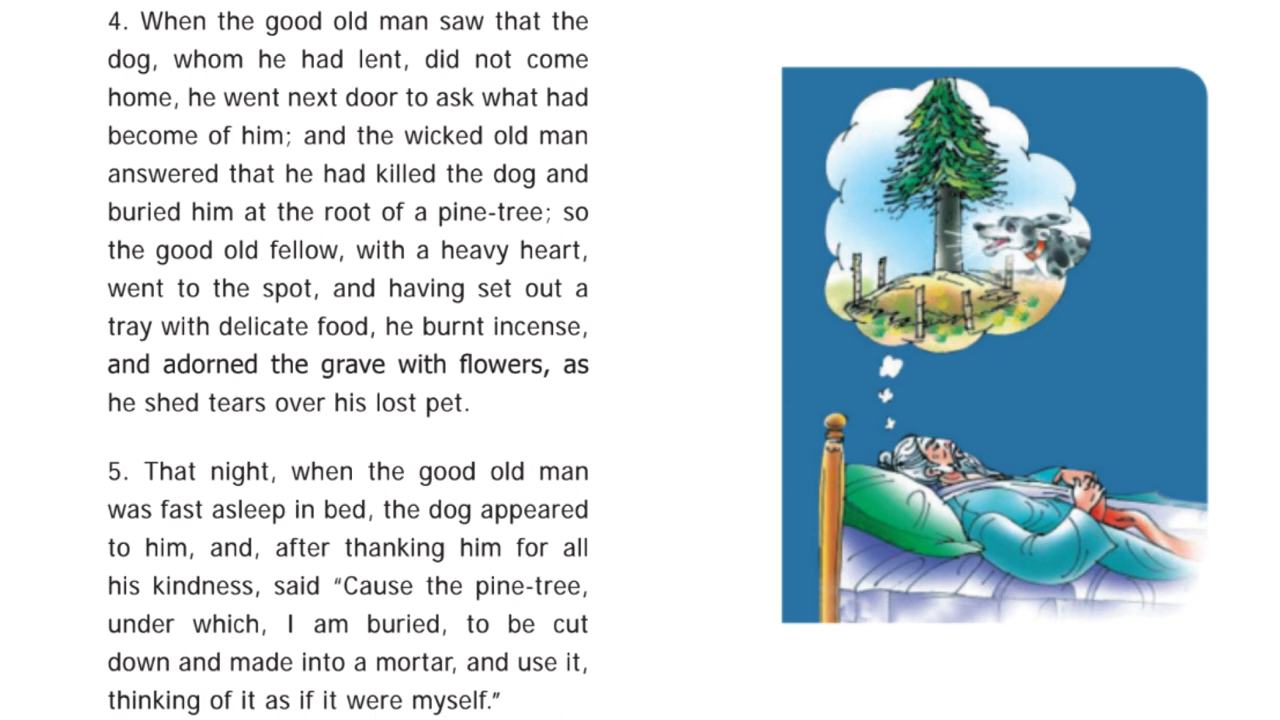 4. When the good old man saw that the
dog, whom he had lent, did not come
home, he went next door to ask what had
become of him; and the wicked old man
answered that he had killed the dog and
buried him at the root of a pine-tree; so
the good old fellow, with a heavy heart,
went to the spot, and having set out a
tray with delicate food, he burnt incense,
and adorned the grave with flowers, as
he shed tears over his lost pet.
5. That night, when the good old man
was fast asleep in bed, the dog appeared
to him, and, after thanking him for all
his kindness, said "Cause the pine-tree,
under which, I am buried, to be cut
down and made into a mortar, and use it,
thinking of it as if it were myself."